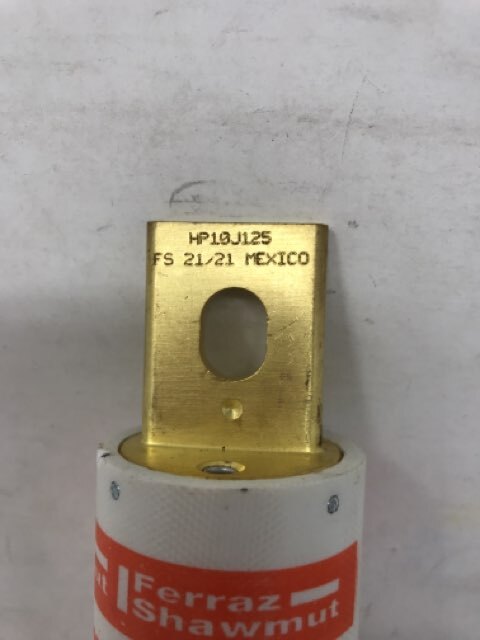 HP10J125
FS 21/21 MEXICO
Ferraz
Shawmut